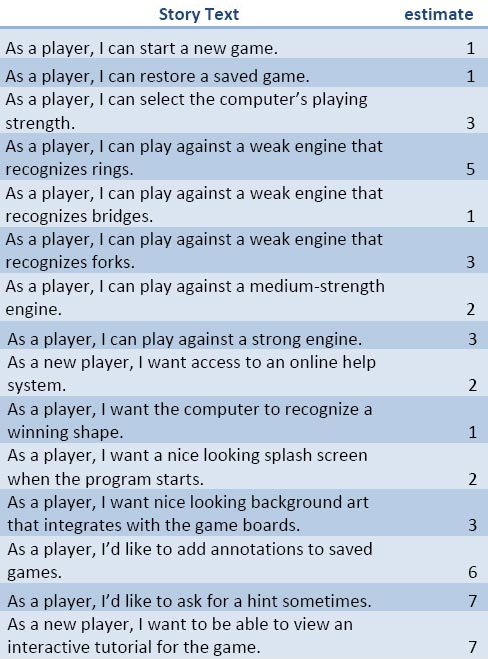 Story Text estimate
As a player, I can start a new game. 1
As a player, I can restore a saved game. 1
As a player, I can select the computer’s playing
strength. 3
As a player, I can play against a weak engine that
recognizes rings. 5
As a player, I can play against a weak engine that
recognizes bridges. 1
As a player, I can play against a weak engine that
recognizes forks. 3
As a player, I can play against a medium-strength
engine. 2
As a player, I can play against a strong engine. 3
As a new player, I want access to an online help
system. 2
As a player, I want the computer to recognize a
winning shape. 1
As a player, I want a nice looking splash screen
when the program starts. 2
As a player, I want nice looking background art
that integrates with the game boards. 3
As a player, I’d like to add annotations to saved
games. 6
As a player, I’d like to ask for a hint sometimes. 7
As a new player, I want to be able to view an
interactive tutorial for the game. 7